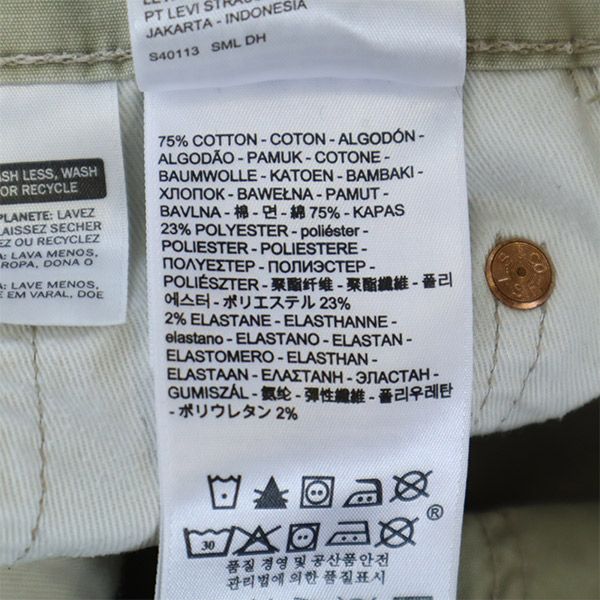 PT LEVI STRAUSS
JAKARTA - INDONESIA
S40113 SML DH
WASH LESS, WASH
OR RECYCLE
PLANETE: LAVEZ
LAISSEZ SECHER
EZ OU RECYCLEZ
A: LAVA MENOS,
ROPA, DONA O
LAVE MENOS,
E EM VARAL, DOE
75% COTTON - COTON - ALGODÓN -
ALGODÃO - PAMUK - COTONE -
BAUMWOLLE - KATOEN - BAMBAKI -
ХЛОПОК - BAWEŁNA - PAMUT -
BAVLNA - 棉 - 면 - 綿 75% - KAPAS
23% POLYESTER - poliéster -
POLIESTER - POLIESTERE -
ΠΟΛΥΕΣΤΕΡ - ПОЛИЭСТЕР -
POLIÉSZTER - 聚酯纤维 - 聚酯纖維 - 폴리
에스터 - ポリエステル 23%
2% ELASTANE - ELASTHANNE -
elastano - ELASTANO - ELASTAN -
ELASTOMERO - ELASTHAN -
ELASTAAN - ΕΛΑΣΤΑΝΗ - ЭЛАСТАН -
GUMISZÁL - 氨纶 - 彈性纖維 - 폴리우레탄
- ポリウレタン 2%
30
®
품질 경영 및 공산품 안전
관리법에 의한 품질 표시